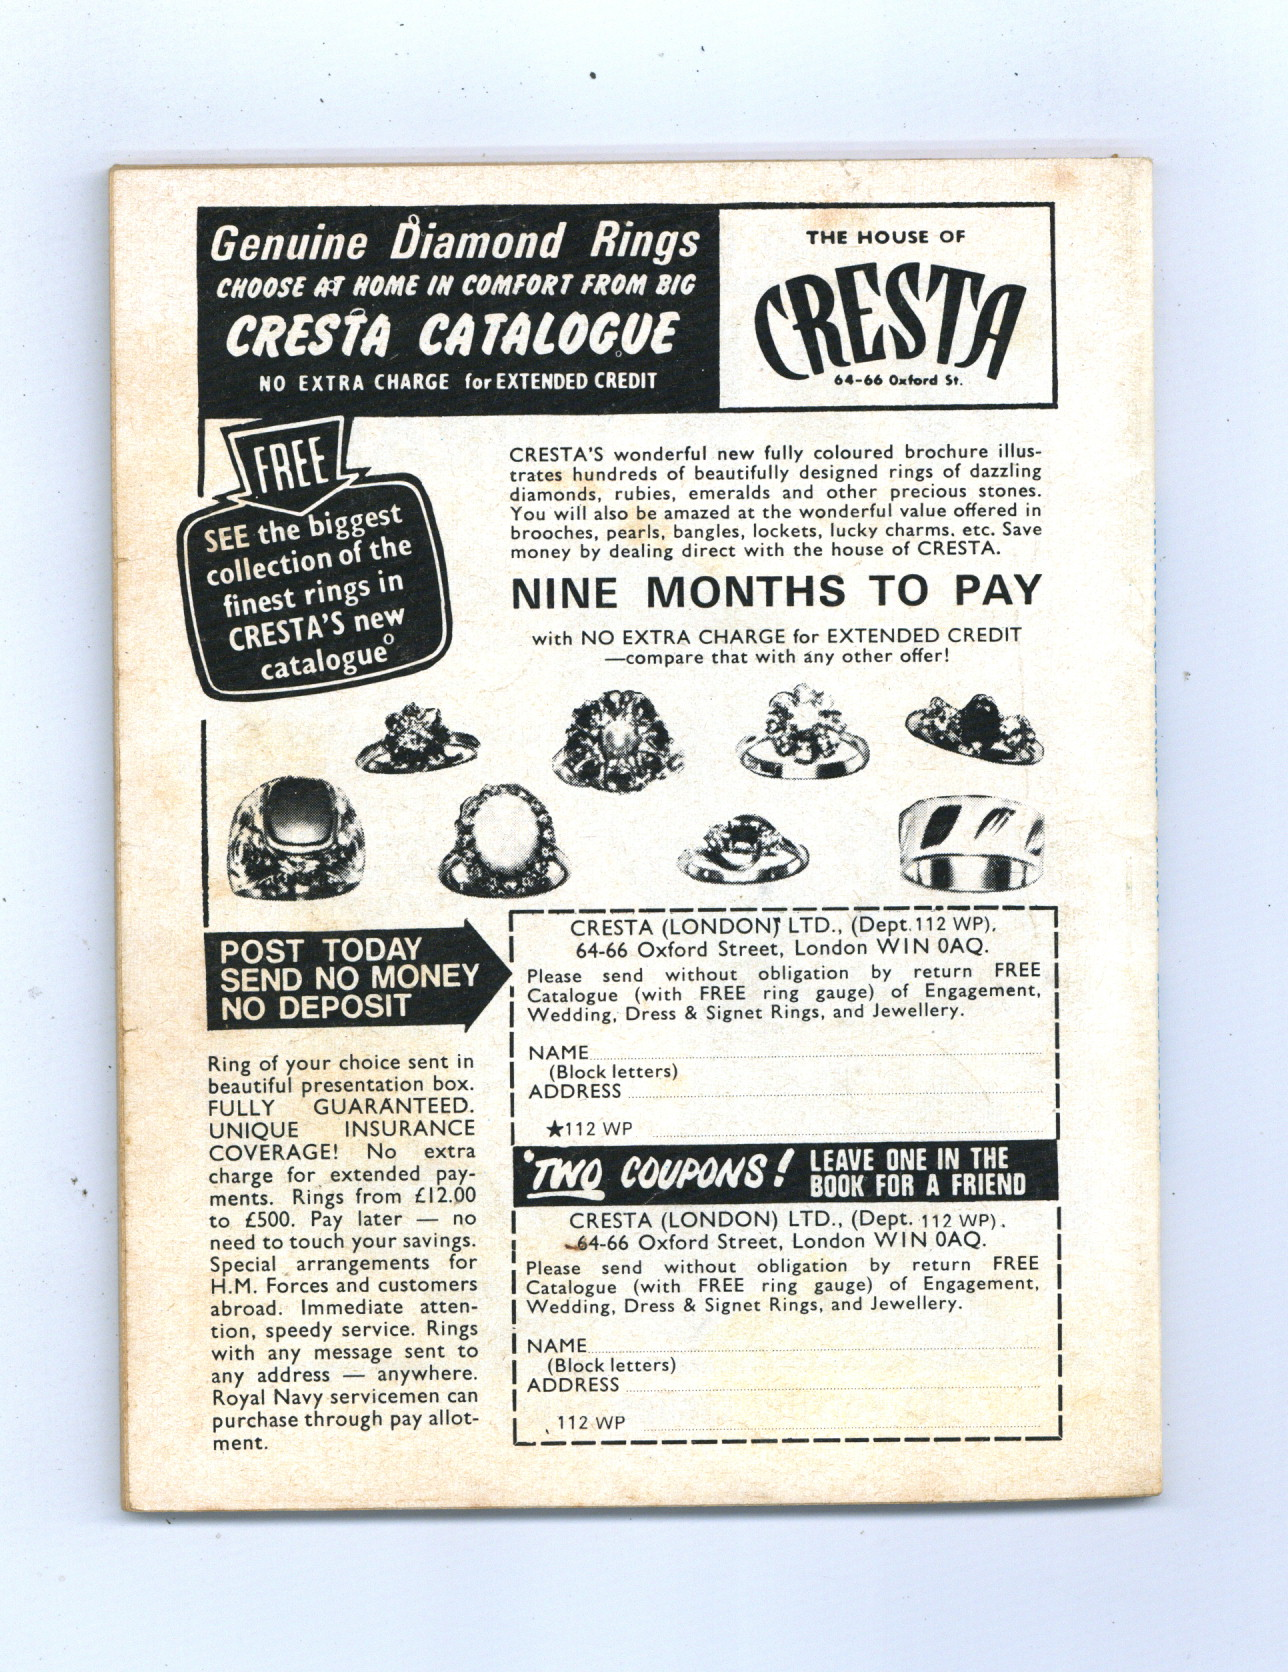 Genuine Diamond Rings
CHOOSE AT HOME IN COMFORT FROM BIG
CRESTA CATALOGUE
NO EXTRA CHARGE for EXTENDED CREDIT
THE HOUSE OF
CRESTA
64-66 Oxford St.
FREE
SEE the biggest
collection of the
finest rings in
CRESTA'S new
catalogue
CRESTA'S wonderful new fully coloured brochure illus-
trates hundreds of beautifully designed rings of dazzling
diamonds, rubies, emeralds and other precious stones.
You will also be amazed at the wonderful value offered in
brooches, pearls, bangles, lockets, lucky charms, etc. Save
money by dealing direct with the house of CRESTA.
NINE MONTHS TO PAY
with NO EXTRA CHARGE for EXTENDED CREDIT
—compare that with any other offer!
POST TODAY
SEND NO MONEY
NO DEPOSIT
Ring of your choice sent in
beautiful presentation box.
FULLY GUARANTEED.
UNIQUE INSURANCE
COVERAGE! No extra
charge for extended pay-
ments. Rings from £12.00
to £500. Pay later — no
need to touch your savings.
Special arrangements for
H.M. Forces and customers
abroad. Immediate atten-
tion, speedy service. Rings
with any message sent to
any address — anywhere.
Royal Navy servicemen can
purchase through pay allot-
ment.
CRESTA (LONDON) LTD., (Dept. 112 WP),
64-66 Oxford Street, London W1N 0AQ.
Please send without obligation by return FREE
Catalogue (with FREE ring gauge) of Engagement,
Wedding, Dress & Signet Rings, and Jewellery.
NAME
(Block letters)
ADDRESS
★112 WP
TWO COUPONS! LEAVE ONE IN THE
BOOK FOR A FRIEND
CRESTA (LONDON) LTD., (Dept. 112 WP).
64-66 Oxford Street, London W1N 0AQ.
Please send without obligation by return FREE
Catalogue (with FREE ring gauge) of Engagement,
Wedding, Dress & Signet Rings, and Jewellery.
NAME
(Block letters)
ADDRESS
112 WP